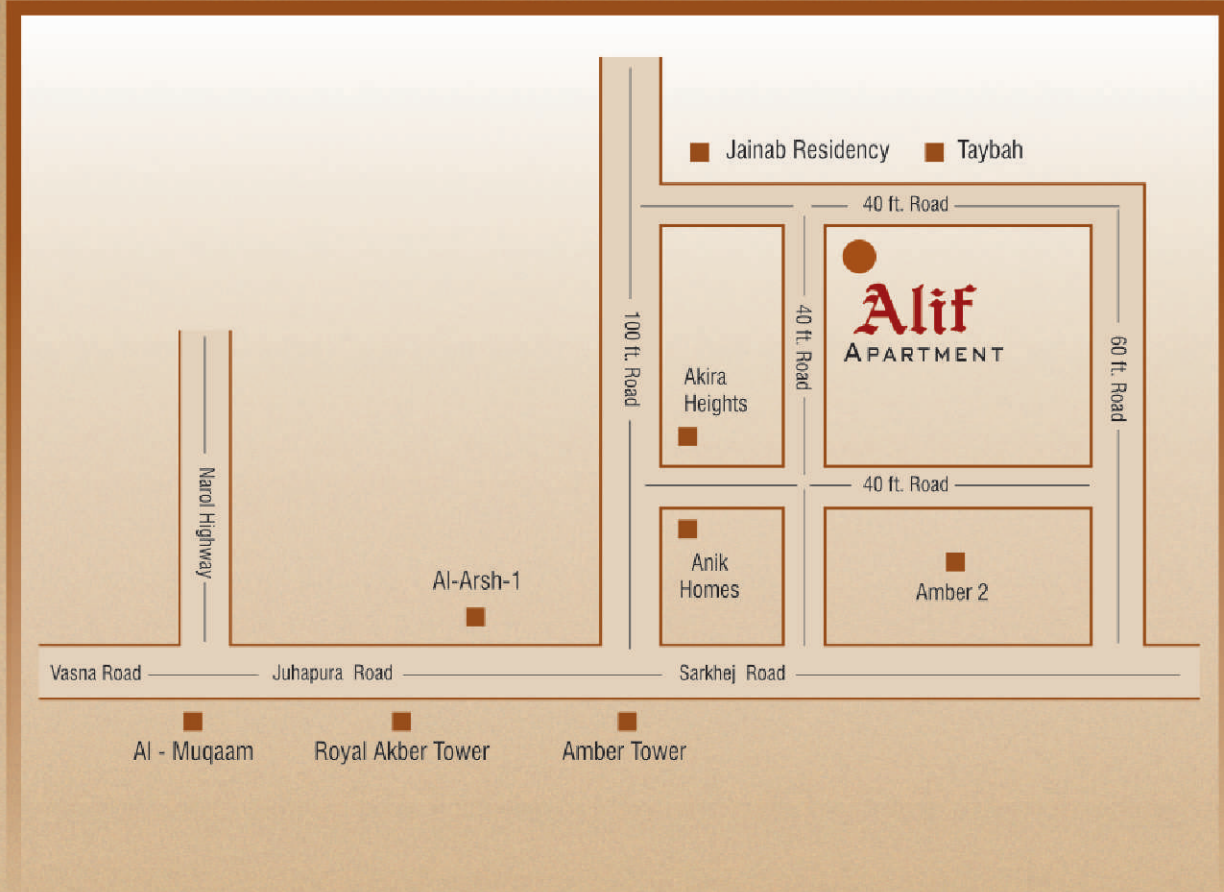 Jainab Residency
Taybah
40 ft. Road
Alif
APARTMENT
100 ft. Road
40 ft. Road
60 ft. Road
Akira
Heights
40 ft. Road
Narol Highway
Anik
Homes
Amber 2
Al-Arsh-1
Vasna Road
Juhapura Road
Sarkhej Road
Al - Muqaam
Royal Akber Tower
Amber Tower